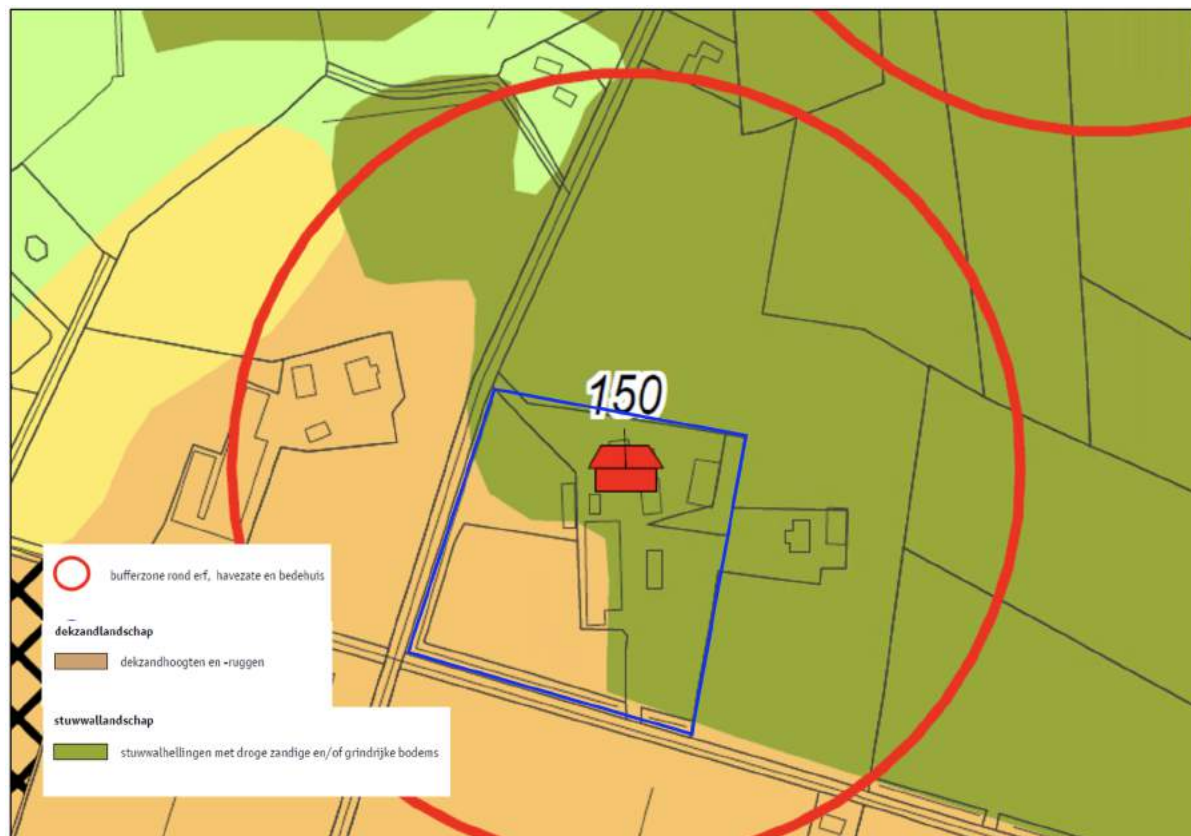 150
bufferzone rond erf, havezate en bedehuis
dekzandlandschap
dekzandhoogten en -ruggen
stuwwallandschap
stuwwalhellingen met droge zandige en/of grindrijke bodems